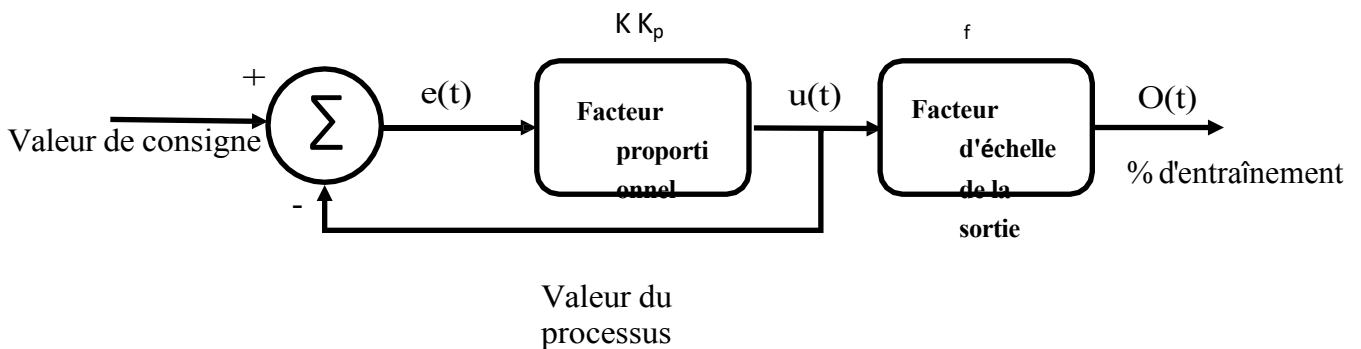 K Kp
f
+
e(t)
u(t)
O(t)
Σ
Valeur de consigne
Facteur
proporti
onnel
Facteur
d'échelle
de la
sortie
% d'entraînement
-
Valeur du
processus